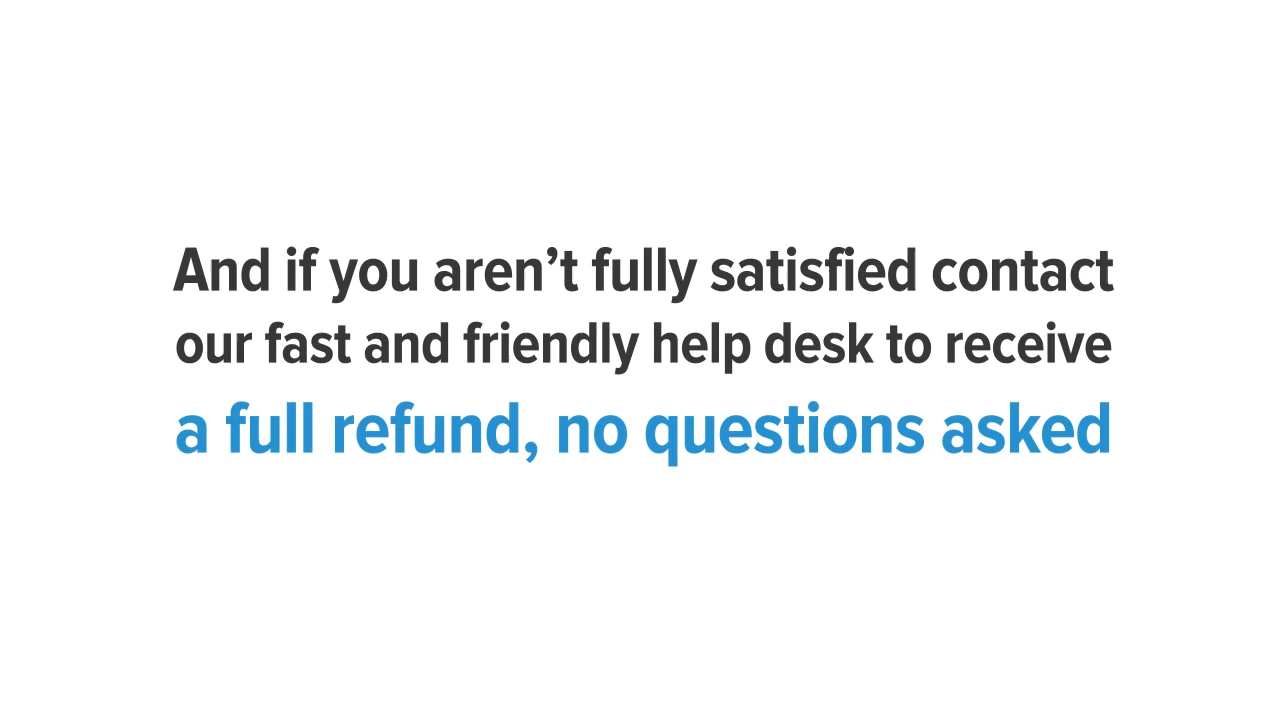 And if you aren’t fully satisfied contact
our fast and friendly help desk to receive
a full refund, no questions asked